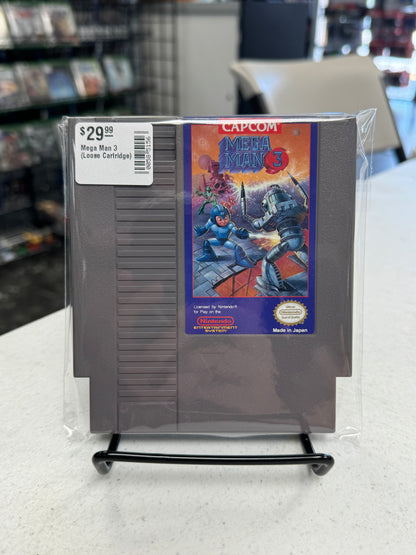 $29.99
Mega Man 3
(Loose Cartridge)
CAPCOM
MEGA
MAN 3
Licensed by Nintendo®
for Play on the
Nintendo
ENTERTAINMENT
SYSTEM
Nintendo
Made in Japan